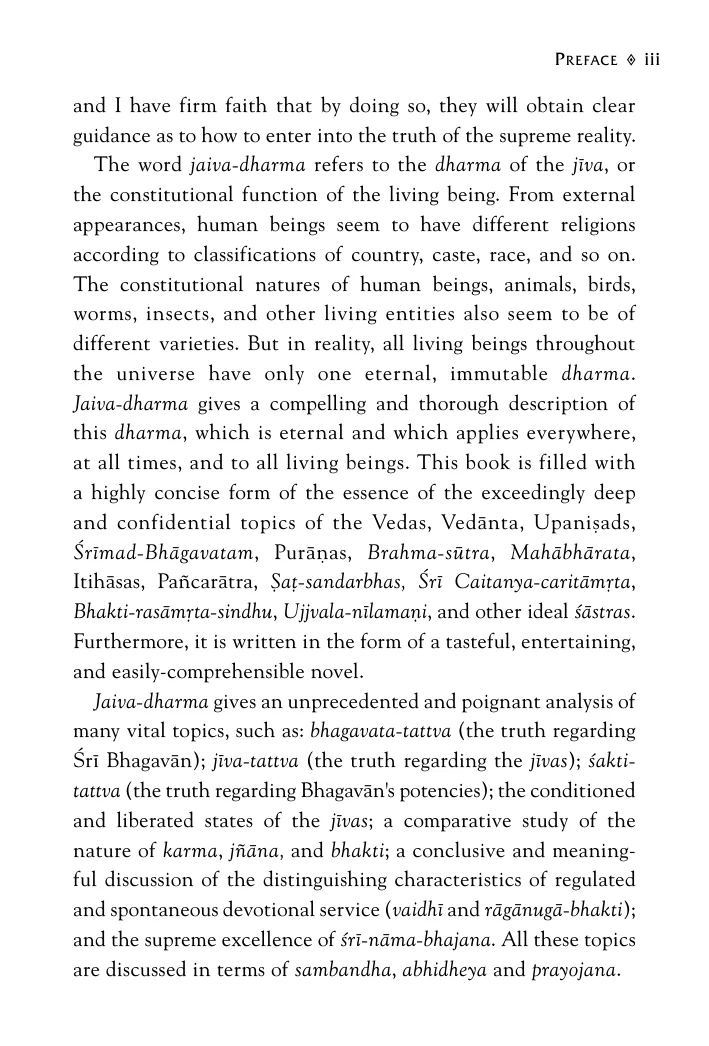 PREFACE ◊ iii
and I have firm faith that by doing so, they will obtain clear
guidance as to how to enter into the truth of the supreme reality.
The word jaiva-dharma refers to the dharma of the jīva, or
the constitutional function of the living being. From external
appearances, human beings seem to have different religions
according to classifications of country, caste, race, and so on.
The constitutional natures of human beings, animals, birds,
worms, insects, and other living entities also seem to be of
different varieties. But in reality, all living beings throughout
the universe have only one eternal, immutable dharma.
Jaiva-dharma gives a compelling and thorough description of
this dharma, which is eternal and which applies everywhere,
at all times, and to all living beings. This book is filled with
a highly concise form of the essence of the exceedingly deep
and confidential topics of the Vedas, Vedānta, Upaniṣads,
Śrīmad-Bhāgavatam, Purāṇas, Brahma-sūtra, Mahābhārata,
Itihāsas, Pañcarātra, Ṣaṭ-sandarbhas, Śrī Caitanya-caritāmṛta,
Bhakti-rasāmṛta-sindhu, Ujjvala-nīlamaṇi, and other ideal śāstras.
Furthermore, it is written in the form of a tasteful, entertaining,
and easily-comprehensible novel.
Jaiva-dharma gives an unprecedented and poignant analysis of
many vital topics, such as: bhagavata-tattva (the truth regarding
Śrī Bhagavān); jīva-tattva (the truth regarding the jīvas); śakti-
tattva (the truth regarding Bhagavān's potencies); the conditioned
and liberated states of the jīvas; a comparative study of the
nature of karma, jñāna, and bhakti; a conclusive and meaning-
ful discussion of the distinguishing characteristics of regulated
and spontaneous devotional service (vaidhī and rāgānugā-bhakti);
and the supreme excellence of śrī-nāma-bhajana. All these topics
are discussed in terms of sambandha, abhidheya and prayojana.